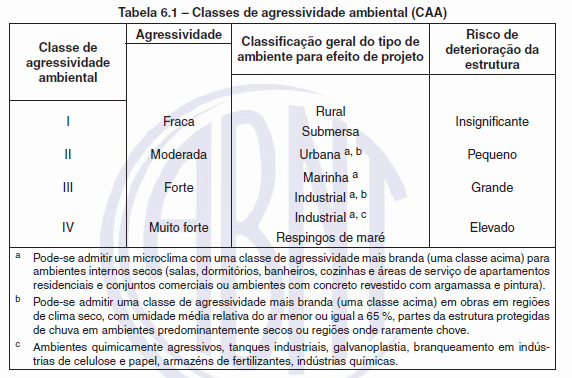 Tabela 6.1 – Classes de agressividade ambiental (CAA)
Classe de agressividade ambiental
Agressividade
Classificação geral do tipo de ambiente para efeito de projeto
Risco de deterioração da estrutura
I
Fraca
Rural
Submersa
Insignificante
II
Moderada
Urbana a, b
Pequeno
III
Forte
Marinha a
Industrial a, b
Grande
IV
Muito forte
Industrial a, c
Respingos de maré
Elevado
a Pode-se admitir um microclima com uma classe de agressividade mais branda (uma classe acima) para
ambientes internos secos (salas, dormitórios, banheiros, cozinhas e áreas de serviço de apartamentos
residenciais e conjuntos comerciais ou ambientes com concreto revestido com argamassa e pintura).
b Pode-se admitir uma classe de agressividade mais branda (uma classe acima) em obras em regiões
de clima seco, com umidade média relativa do ar menor ou igual a 65 %, partes da estrutura protegidas
de chuva em ambientes predominantemente secos ou regiões onde raramente chove.
c Ambientes quimicamente agressivos, tanques industriais, galvanoplastia, branqueamento em indús-
trias de celulose e papel, armazéns de fertilizantes, indústrias químicas.
ABNT